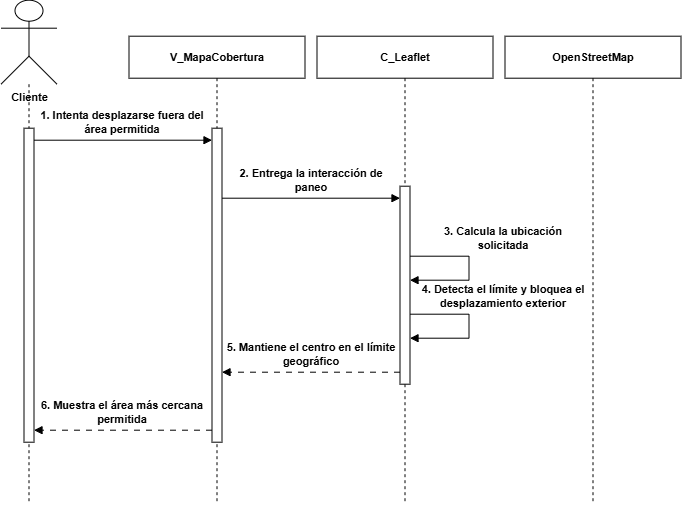 V_MapaCobertura
C_Leaflet
OpenStreetMap
Cliente
1. Intenta desplazarse fuera del
área permitida
2. Entrega la interacción de
paneo
3. Calcula la ubicación
solicitada
4. Detecta el límite y bloquea el
desplazamiento exterior
5. Mantiene el centro en el límite
geográfico
6. Muestra el área más cercana
permitida